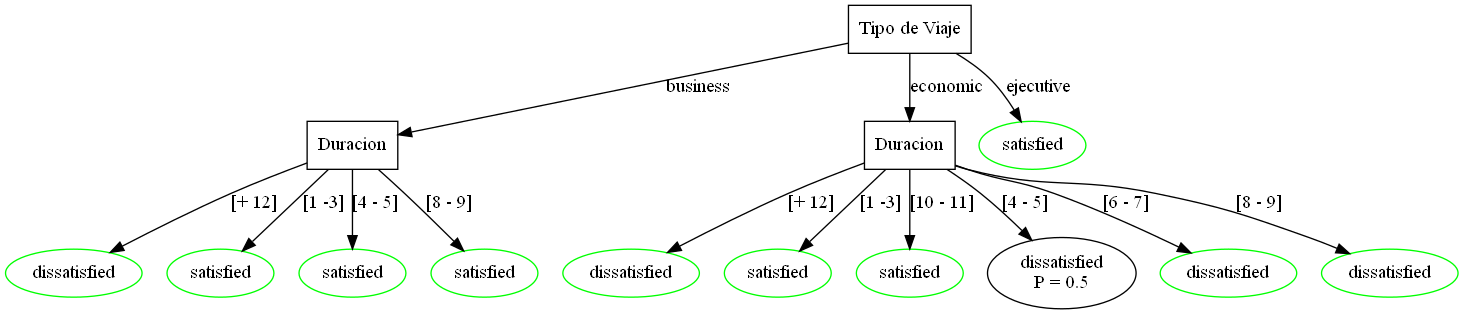 Tipo de Viaje
business
economic
ejecutive
Duracion
Duracion
satisfied
[+ 12]
[1 -3]
[4 - 5]
[8 - 9]
[+ 12]
[1 -3]
[10 - 11]
[4 - 5]
[6 - 7]
[8 - 9]
dissatisfied
satisfied
satisfied
satisfied
dissatisfied
satisfied
satisfied
dissatisfied
P = 0.5
dissatisfied
dissatisfied